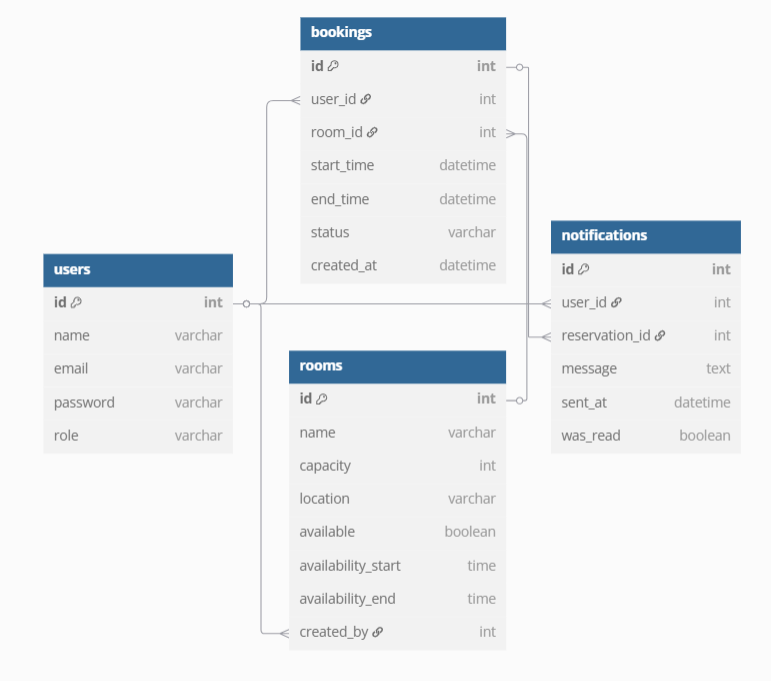 bookings
id int
user_id int
room_id int
start_time datetime
end_time datetime
status varchar
created_at datetime
users
id int
name varchar
email varchar
password varchar
role varchar
notifications
id int
user_id int
reservation_id int
message text
sent_at datetime
was_read boolean
rooms
id int
name varchar
capacity int
location varchar
available boolean
availability_start time
availability_end time
created_by int